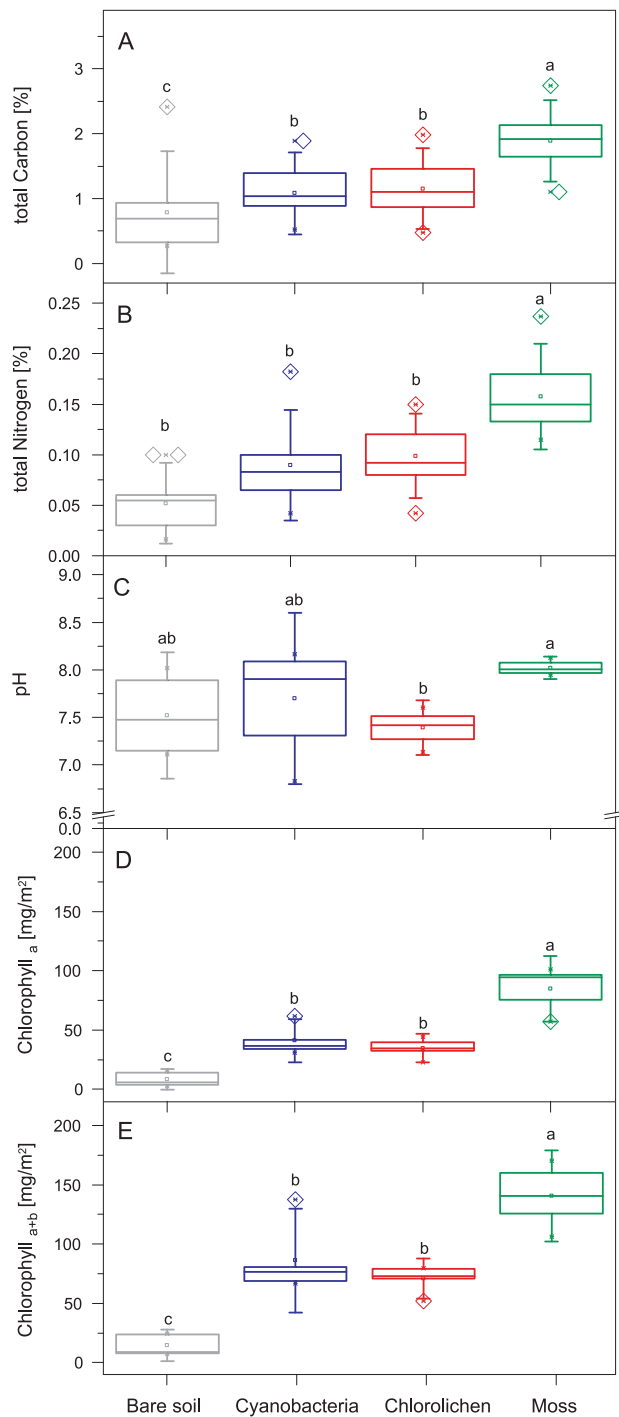 A
total Carbon [%]
3
2
1
0
c
b
b
a
B
total Nitrogen [%]
0.25
0.20
0.15
0.10
0.05
0.00
b
b
b
a
C
pH
9.0
8.5
8.0
7.5
7.0
6.5
0.0
ab
ab
b
a
D
Chlorophyll a [mg/m²]
200
150
100
50
0
c
b
b
a
E
Chlorophyll a+b [mg/m²]
200
150
100
50
0
c
b
b
a
Bare soil Cyanobacteria Chlorolichen Moss